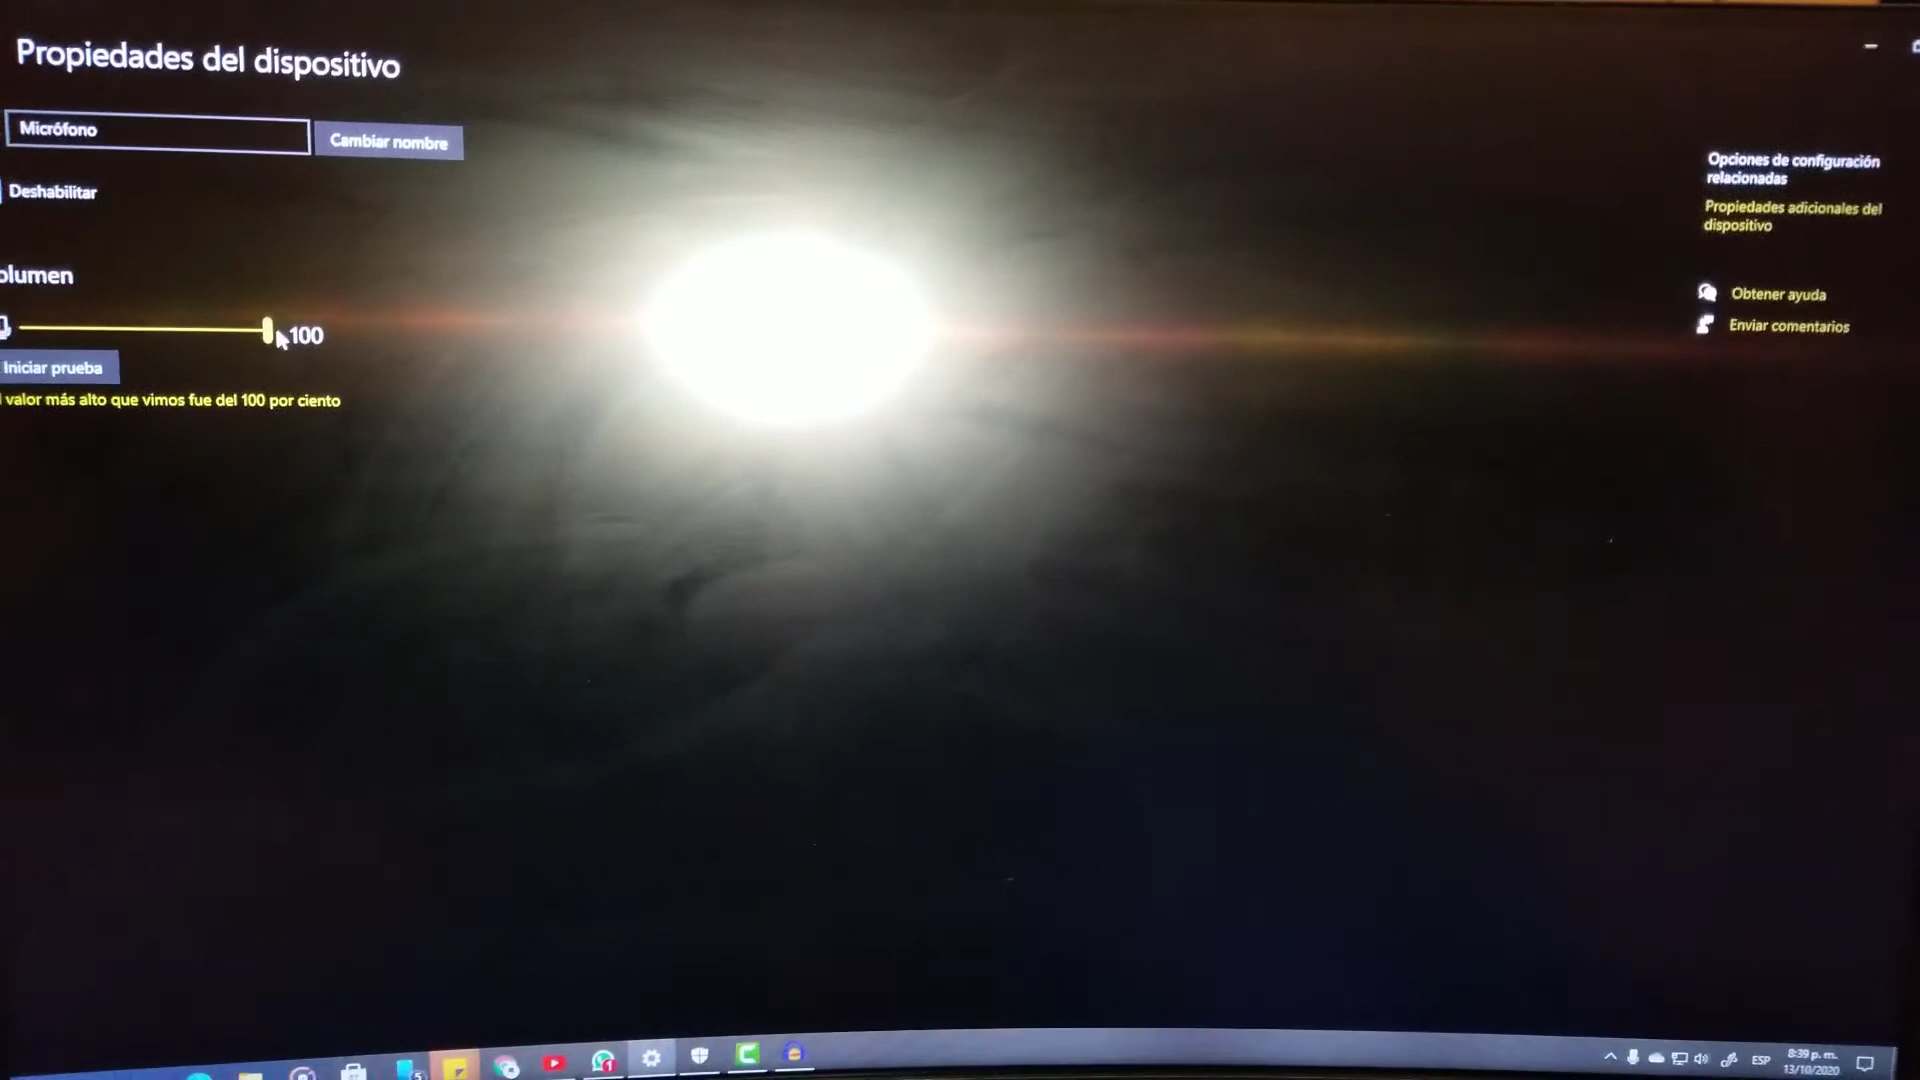 Propiedades del dispositivo
Micrófono
Cambiar nombre
Deshabilitar
olumen
100
Iniciar prueba
l valor más alto que vimos fue del 100 por ciento
Opciones de configuración
relacionadas
Propiedades adicionales del
dispositivo
Obtener ayuda
Enviar comentarios
5
1
ESP
8:39 p. m.
13/10/2020